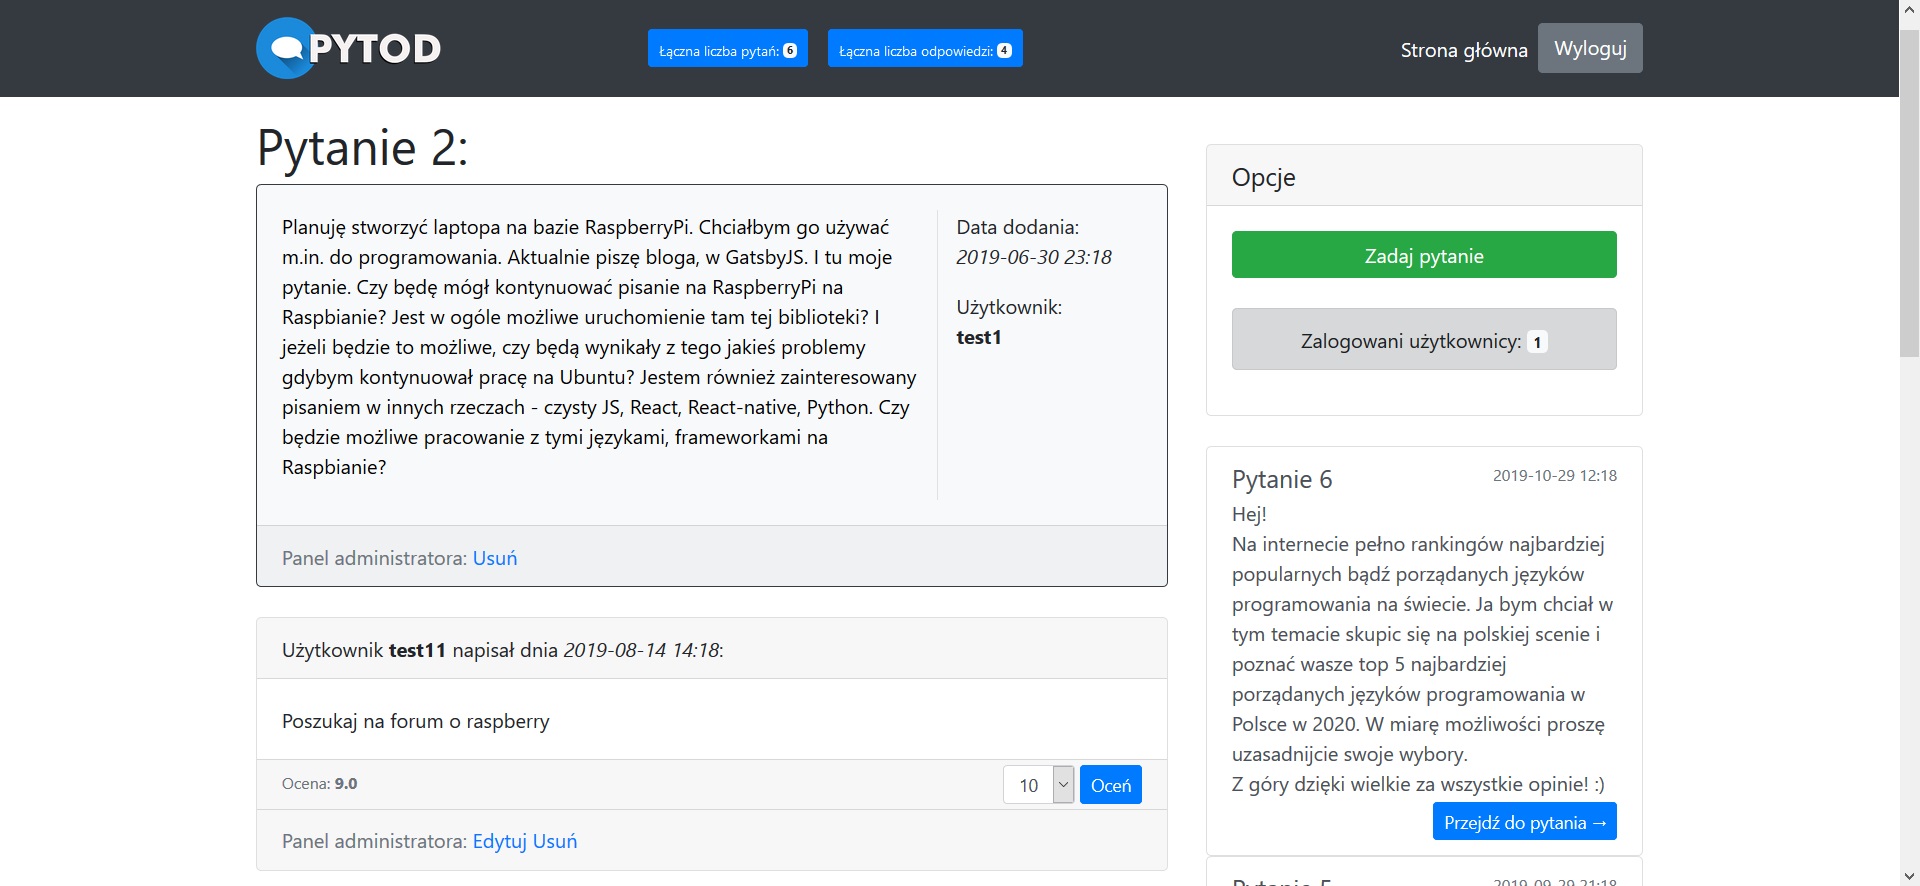 PYTOD
Łączna liczba pytań: 6
Łączna liczba odpowiedzi: 4
Strona główna
Wyloguj
Pytanie 2:
Planuję stworzyć laptopa na bazie RaspberryPi. Chciałbym go używać
m.in. do programowania. Aktualnie piszę bloga, w GatsbyJS. I tu moje
pytanie. Czy będę mógł kontynuować pisanie na RaspberryPi na
Raspbianie? Jest w ogóle możliwe uruchomienie tam tej biblioteki? I
jeżeli będzie to możliwe, czy będą wynikały z tego jakieś problemy
gdybym kontynuował pracę na Ubuntu? Jestem również zainteresowany
pisaniem w innych rzeczach - czysty JS, React, React-native, Python. Czy
będzie możliwe pracowanie z tymi językami, frameworkami na
Raspbianie?
Data dodania:
2019-06-30 23:18
Użytkownik:
test1
Panel administratora: Usuń
Użytkownik test11 napisał dnia 2019-08-14 14:18:
Poszukaj na forum o raspberry
Ocena: 9.0
10
Oceń
Panel administratora: Edytuj Usuń
Opcje
Zadaj pytanie
Zalogowani użytkownicy: 1
Pytanie 6
2019-10-29 12:18
Hej!
Na internecie pełno rankingów najbardziej
popularnych bądź porządanych języków
programowania na świecie. Ja bym chciał w
tym temacie skupic się na polskiej scenie i
poznać wasze top 5 najbardziej
porządanych języków programowania w
Polsce w 2020. W miarę możliwości proszę
uzasadnijcie swoje wybory.
Z góry dzięki wielkie za wszystkie opinie! :)
Przejdź do pytania →
Pytanie 5
2019-09-29 21:18